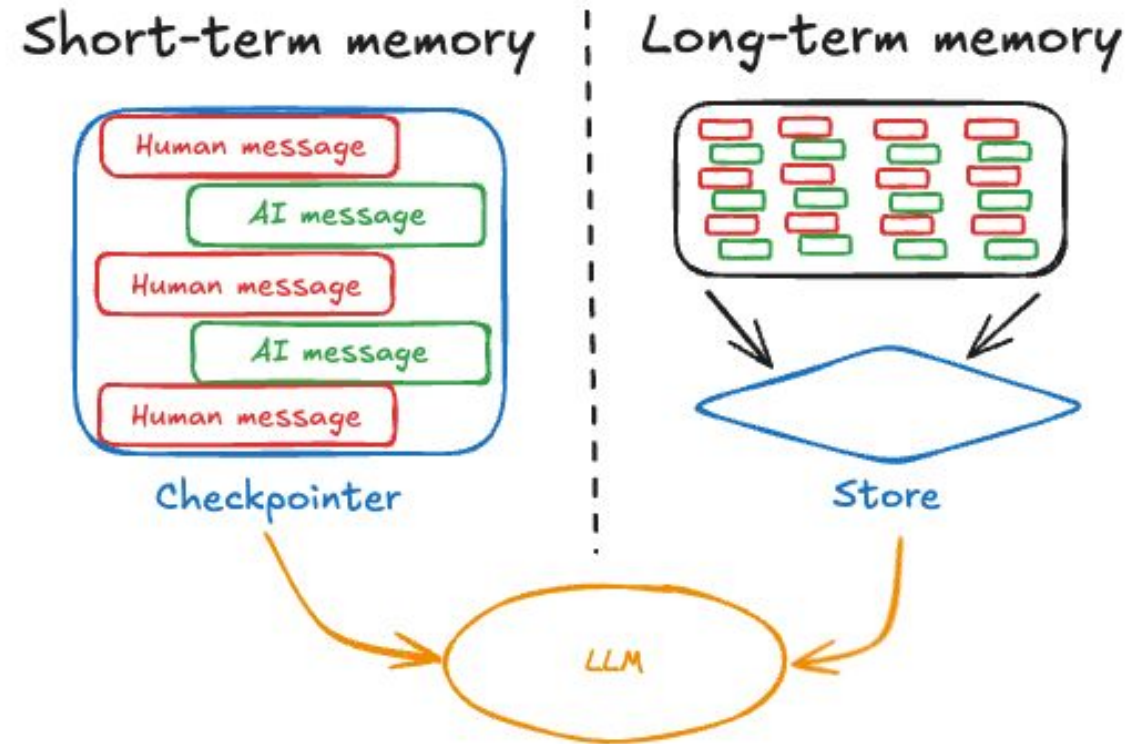 Short-term memory
Long-term memory
Human message
AI message
Human message
AI message
Human message
Checkpointer
Store
LLM